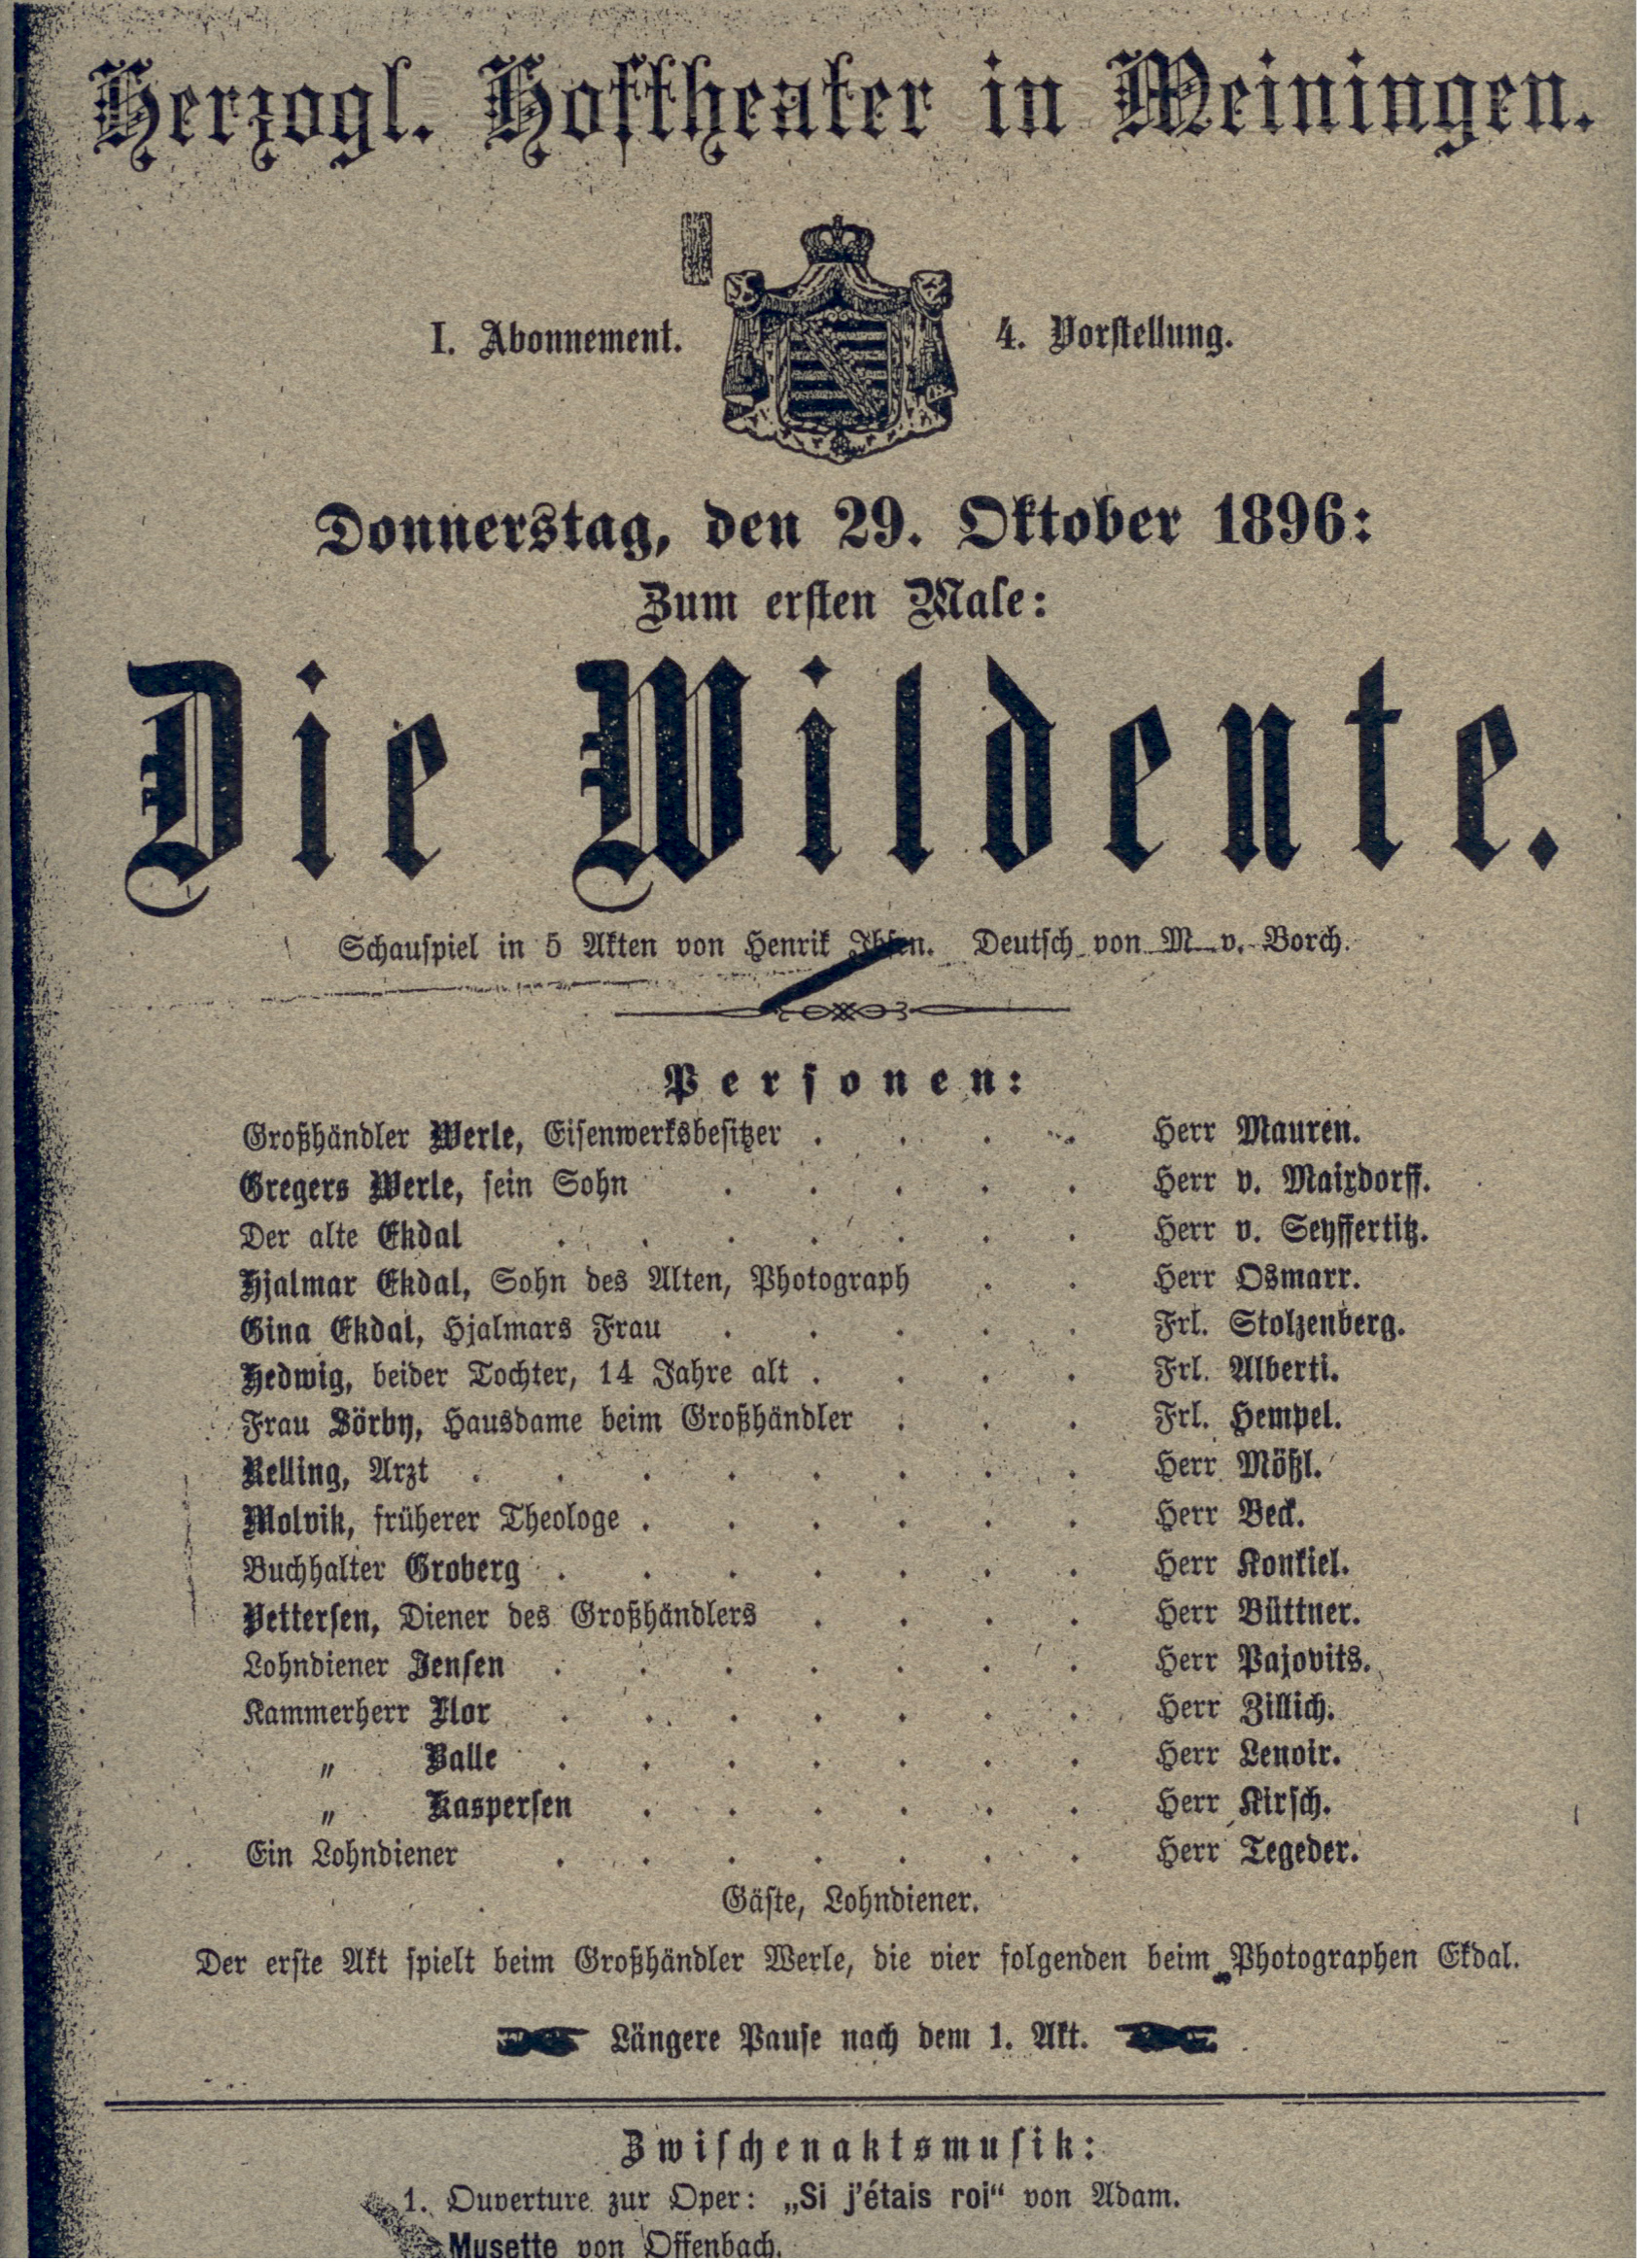 Herzogl. Hoftheater in Meiningen.
I. Abonnement. 4. Vorstellung.
Donnerstag, den 29. Oktober 1896:
Zum ersten Male:
Die Wildente.
Schauspiel in 5 Akten von Henrik Ibsen. Deutsch von M. v. Borch.
Personen:
Großhändler Werle, Eisenwerksbesitzer . . . . Herr Mauren.
Gregers Werle, sein Sohn . . . . . Herr v. Maixdorff.
Der alte Ekdal . . . . . . . Herr v. Seyffertitz.
Hjalmar Ekdal, Sohn des Alten, Photograph . . Herr Osmarr.
Gina Ekdal, Hjalmars Frau . . . . . Frl. Stolzenberg.
Hedwig, beider Tochter, 14 Jahre alt . . . . Frl. Alberti.
Frau Sörby, Hausdame beim Großhändler . . . Frl. Hempel.
Relling, Arzt . . . . . . . . Herr Mößl.
Molvik, früherer Theologe . . . . . . Herr Beck.
Buchhalter Groberg . . . . . . . Herr Konkiel.
Pettersen, Diener des Großhändlers . . . . Herr Büttner.
Lohndiener Jensen . . . . . . . Herr Pajovits.
Kammerherr Flor . . . . . . . Herr Zillich.
" Balle . . . . . . . Herr Lenoir.
" Kaspersen . . . . . . Herr Kirsch.
Ein Lohndiener . . . . . . . Herr Tegeder.
Gäste, Lohndiener.
Der erste Akt spielt beim Großhändler Werle, die vier folgenden beim Photographen Ekdal.
Längere Pause nach dem 1. Akt.
Zwischenaktsmusik:
1. Ouverture zur Oper: „Si j'étais roi“ von Adam.
Musette von Offenbach.